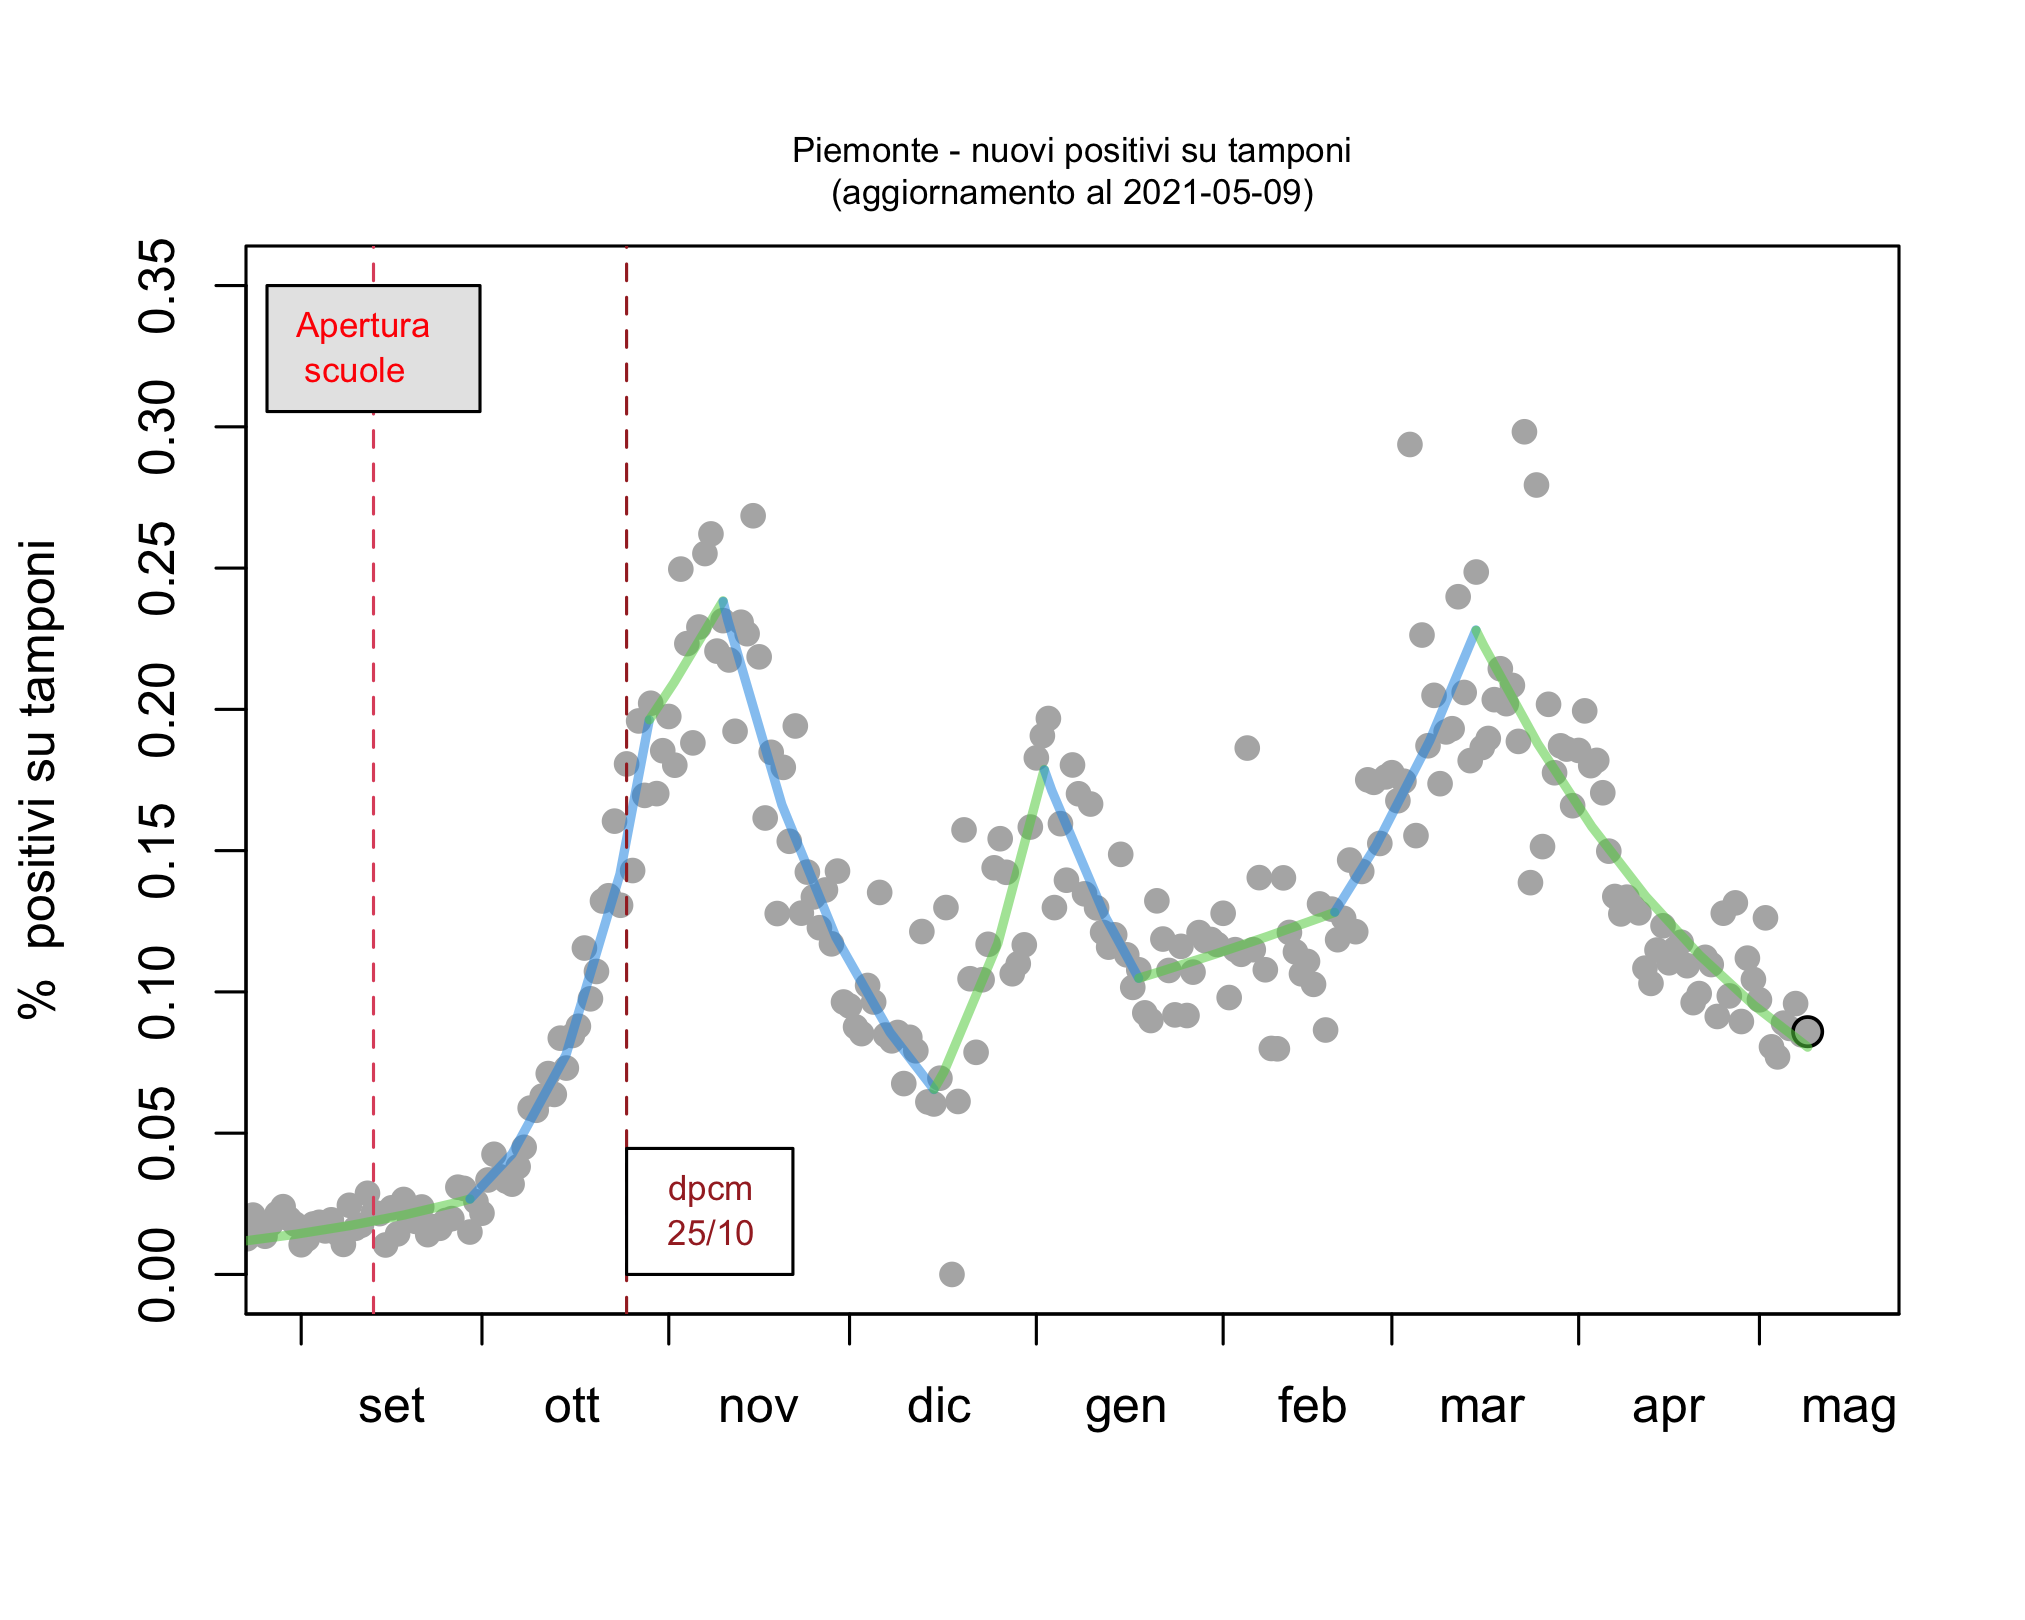 Piemonte - nuovi positivi su tamponi
(aggiornamento al 2021-05-09)
% positivi su tamponi
0.35
0.30
0.25
0.20
0.15
0.10
0.05
0.00
Apertura
scuole
dpcm
25/10
set ott nov dic gen feb mar apr mag